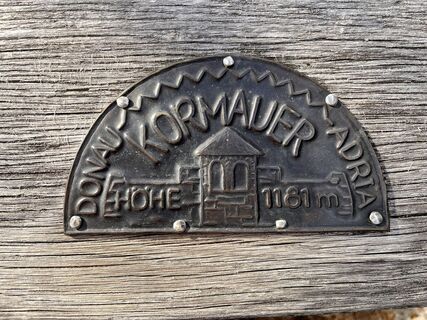 KORMAUER
DONAU ADRIA
HÖHE 1181 m